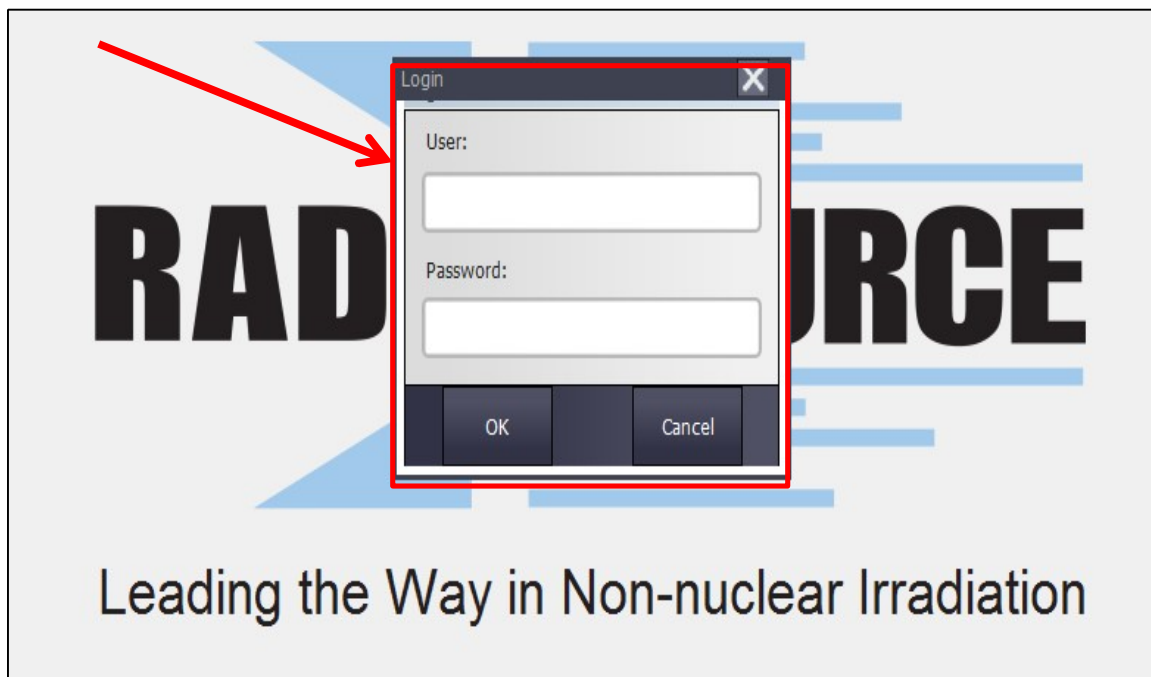 Login
User:
Password:
OK Cancel
RAD URCE
Leading the Way in Non-nuclear Irradiation